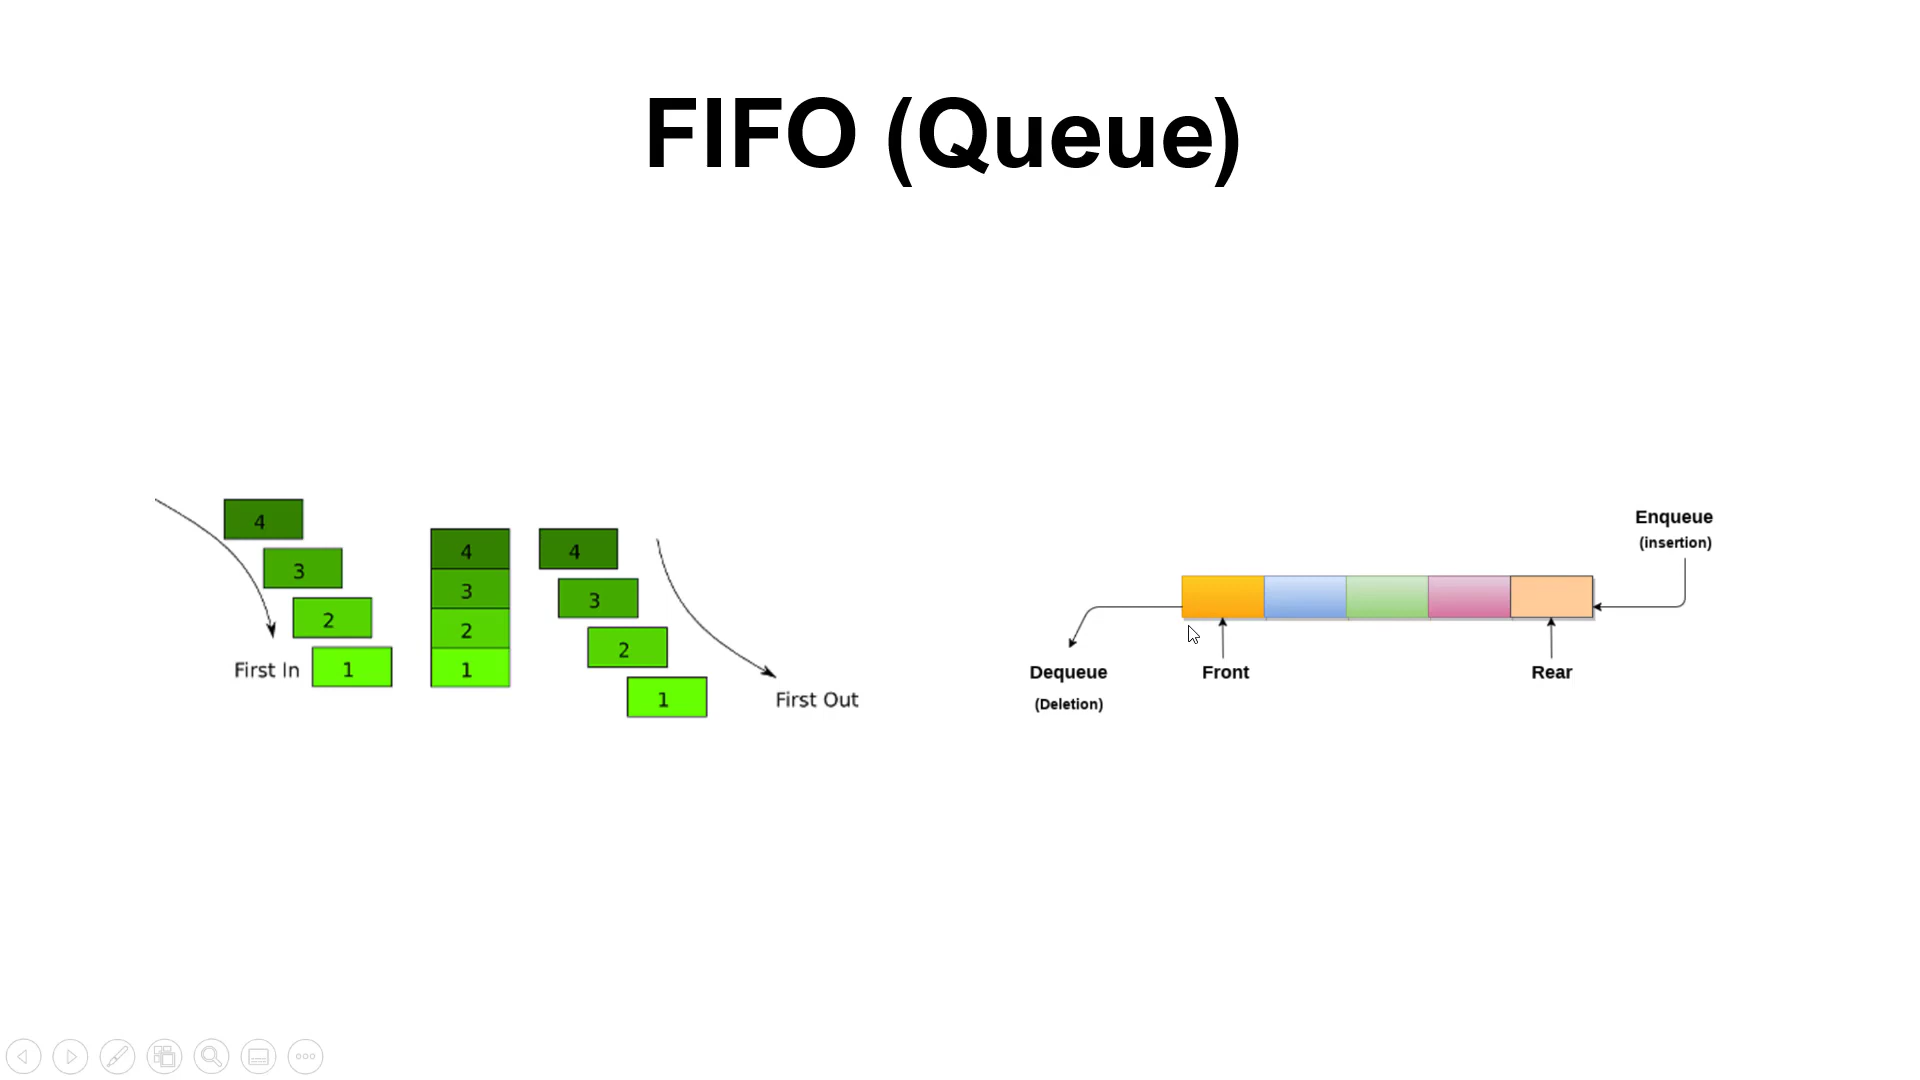 FIFO (Queue)
4
3
2
First In 1
4
3
2
1
4
3
2
1
First Out
Enqueue
(insertion)
Dequeue
(Deletion)
Front
Rear